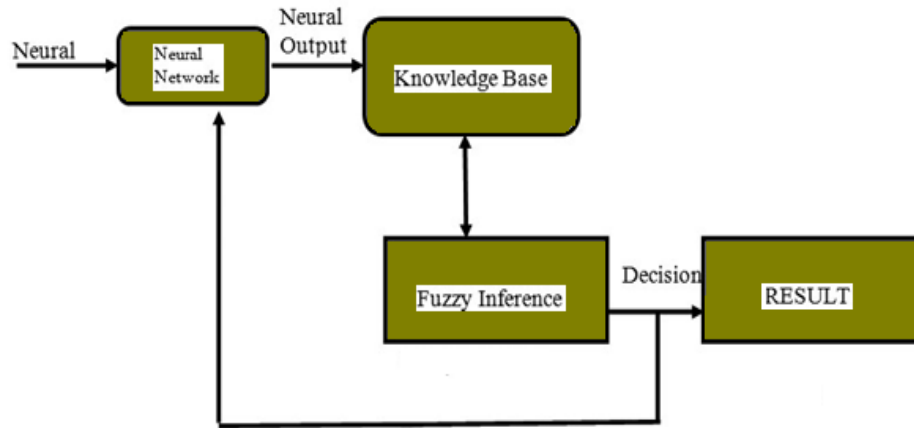 Neural
Neural
Network
Neural
Output
Knowledge Base
Fuzzy Inference
Decision
RESULT